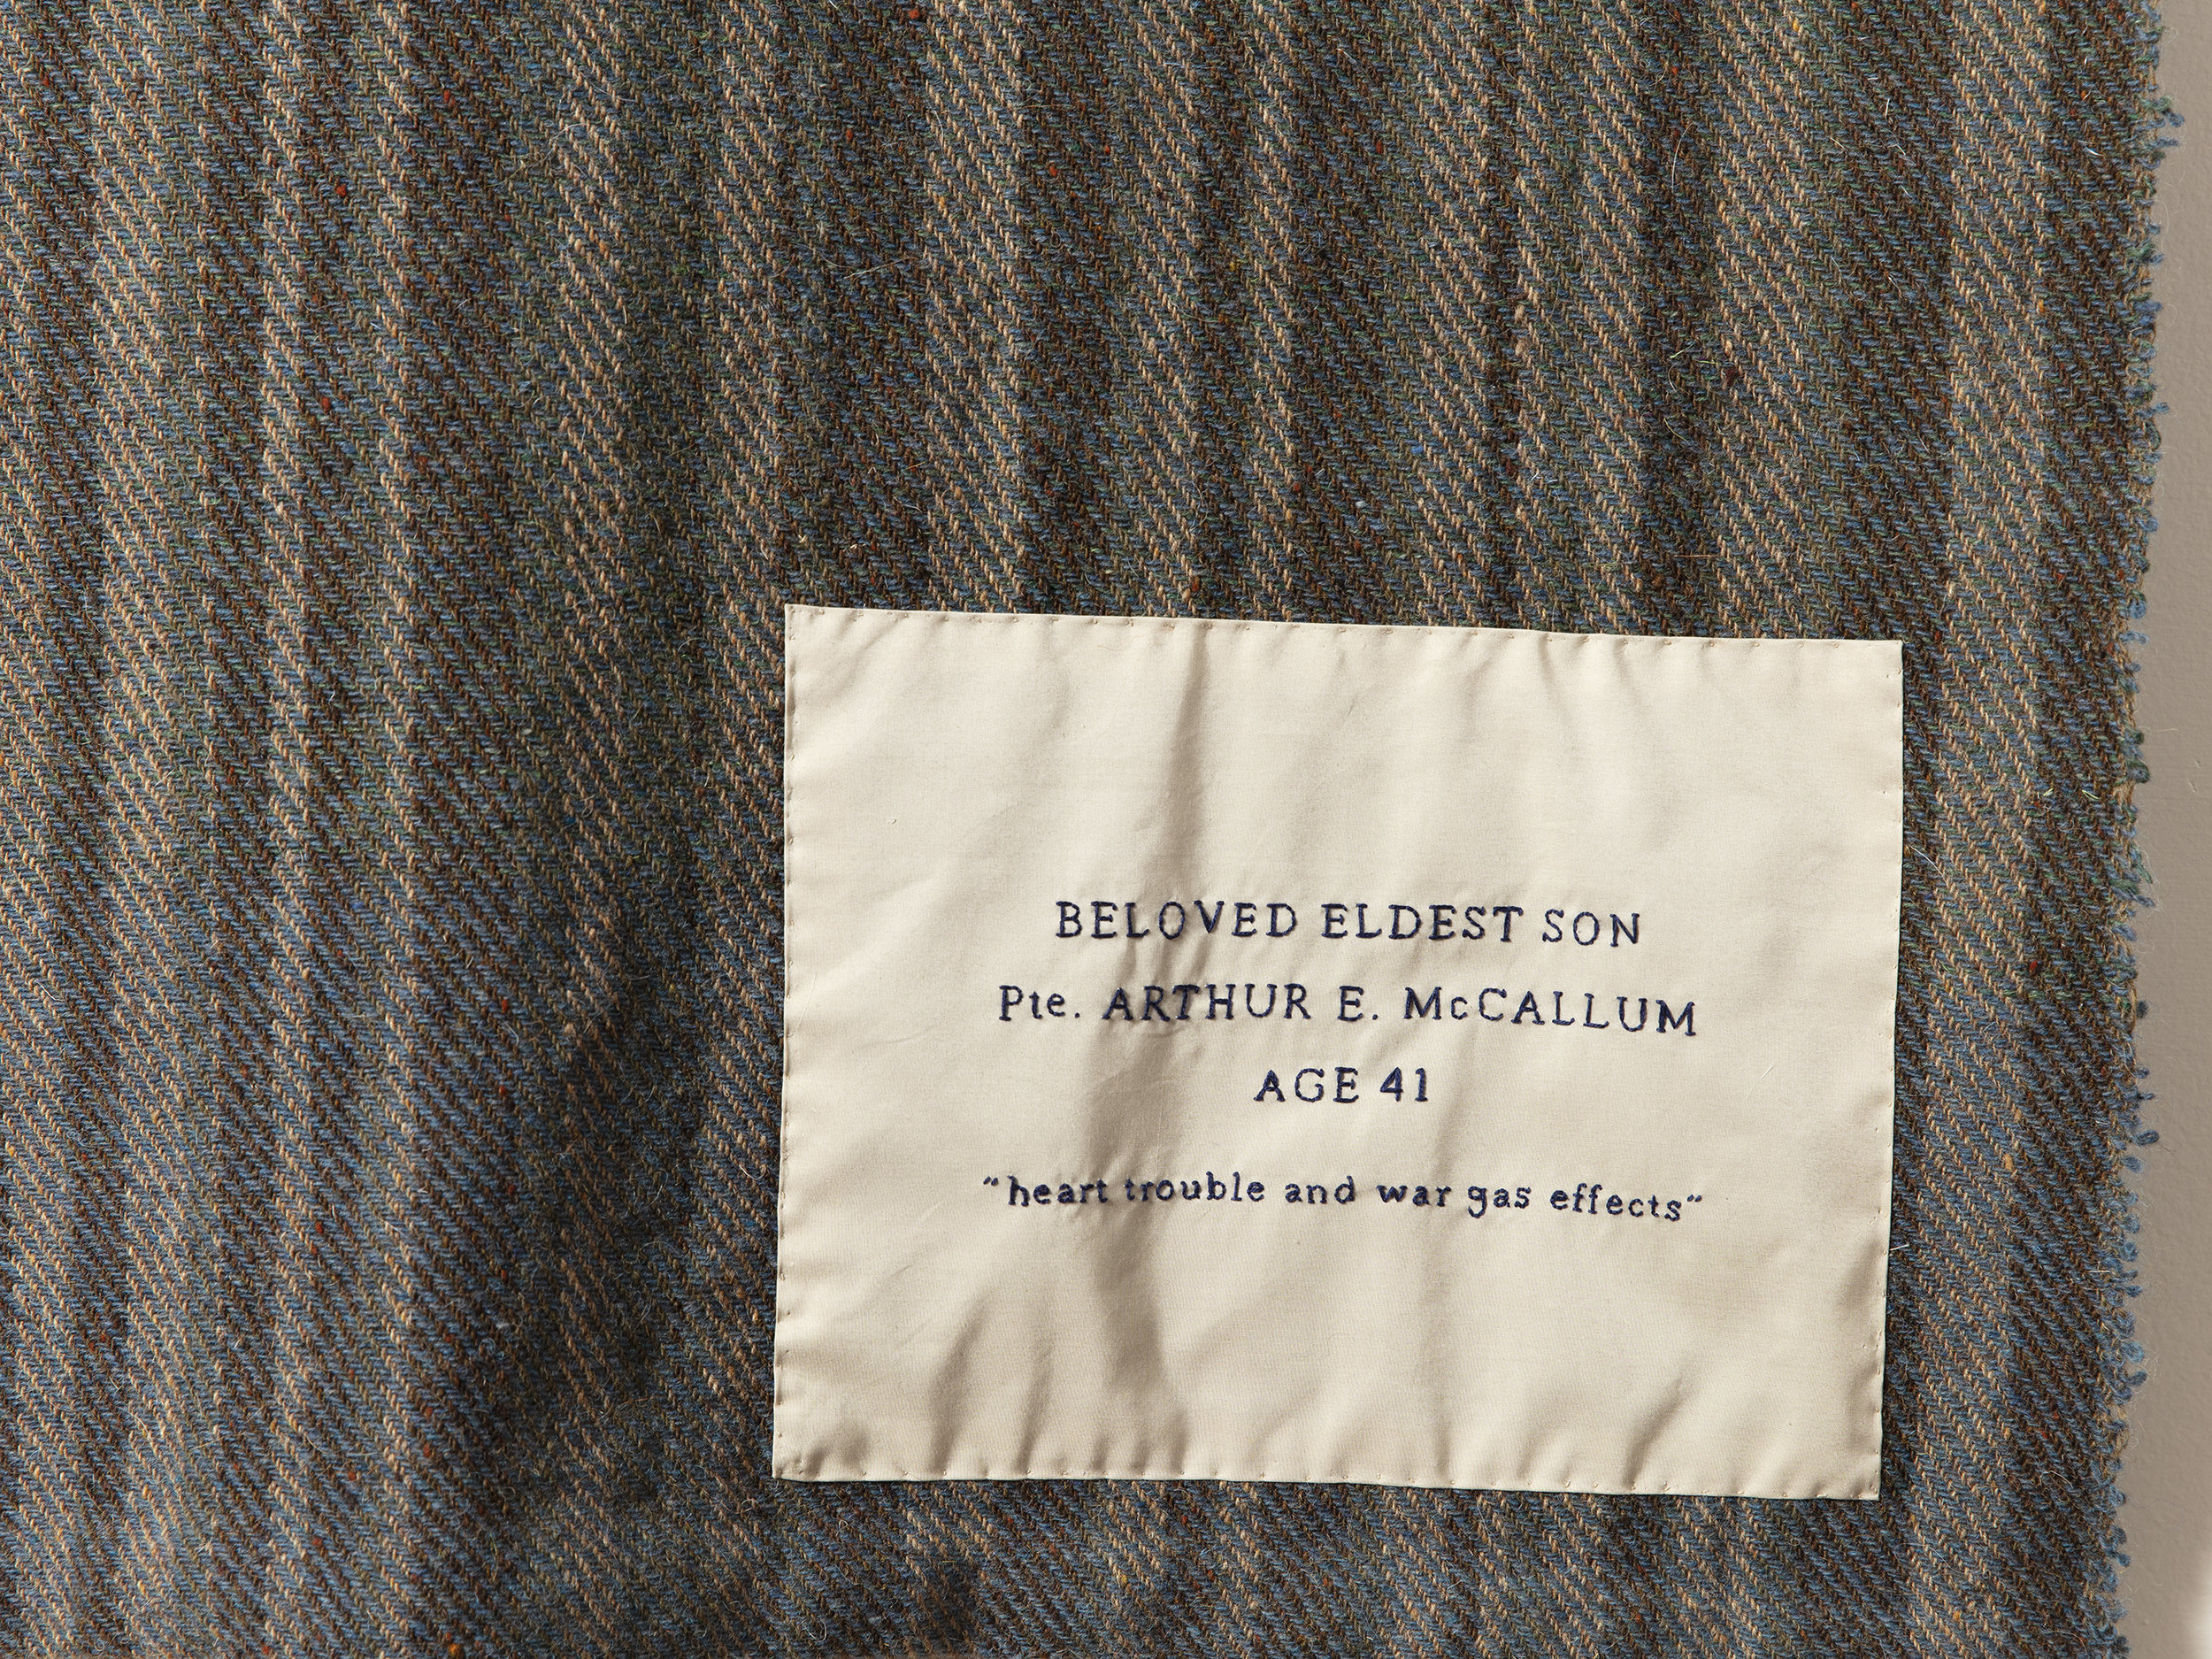 BELOVED ELDEST SON
Pte. ARTHUR E. McCALLUM
AGE 41
"heart trouble and war gas effects"